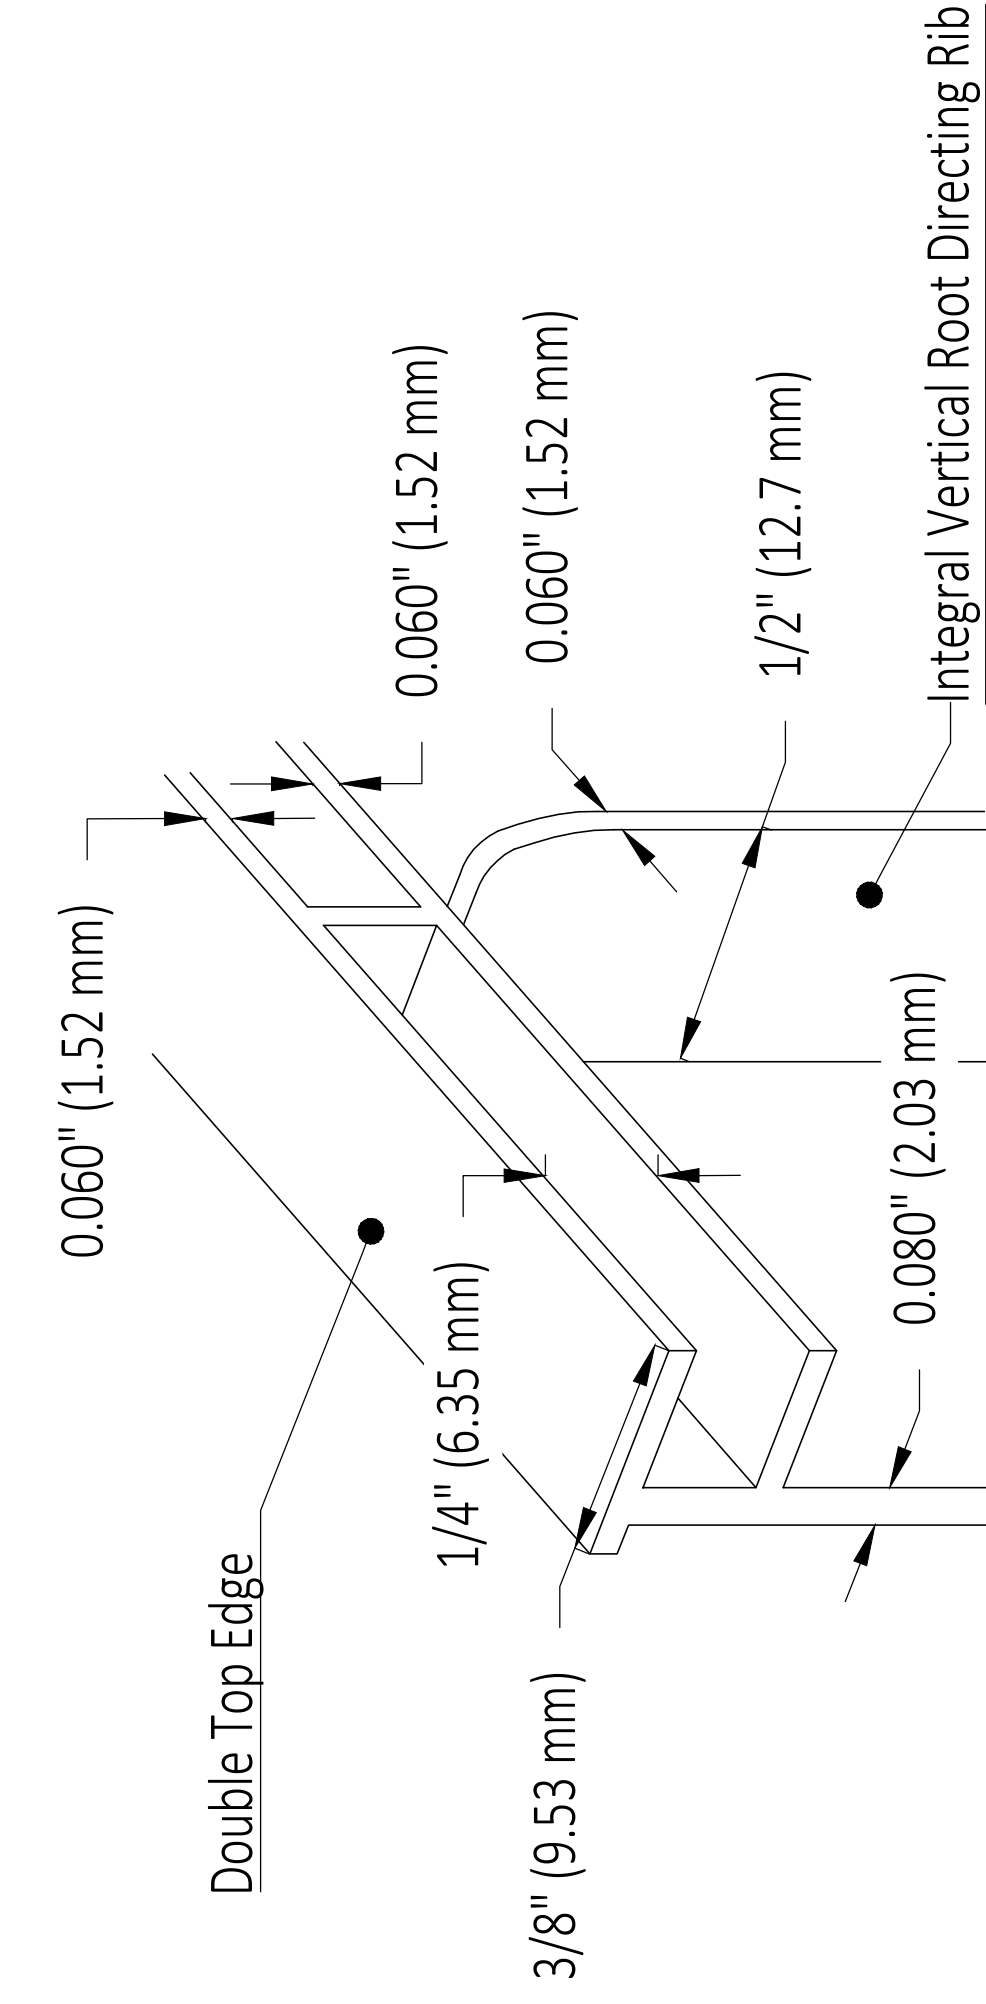 0.060" (1.52 mm)
Double Top Edge
0.060" (1.52 mm)
1/4" (6.35 mm)
0.060" (1.52 mm)
3/8" (9.53 mm)
1/2" (12.7 mm)
0.080" (2.03 mm)
Integral Vertical Root Directing Rib